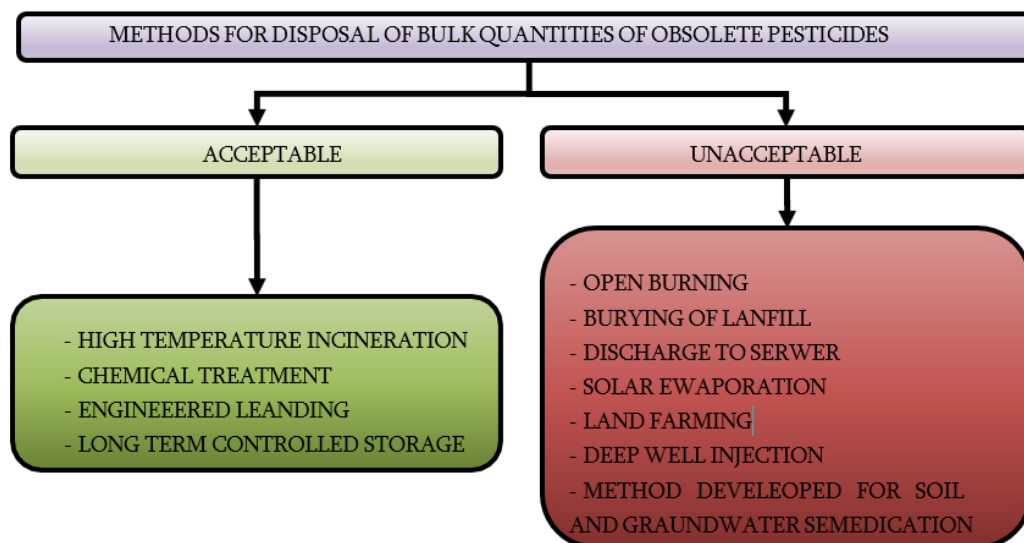 METHODS FOR DISPOSAL OF BULK QUANTITIES OF OBSOLETE PESTICIDES
ACCEPTABLE
UNACCEPTABLE
- HIGH TEMPERATURE INCINERATION
- CHEMICAL TREATMENT
- ENGINEEERED LEANDING
- LONG TERM CONTROLLED STORAGE
- OPEN BURNING
- BURYING OF LANFILL
- DISCHARGE TO SERWER
- SOLAR EWAPORATION
- LAND FARMING
- DEEP WELL INJECTION
- METHOD DEVELEOPED FOR SOIL
AND GRAUNDWATER SEMEDICATION